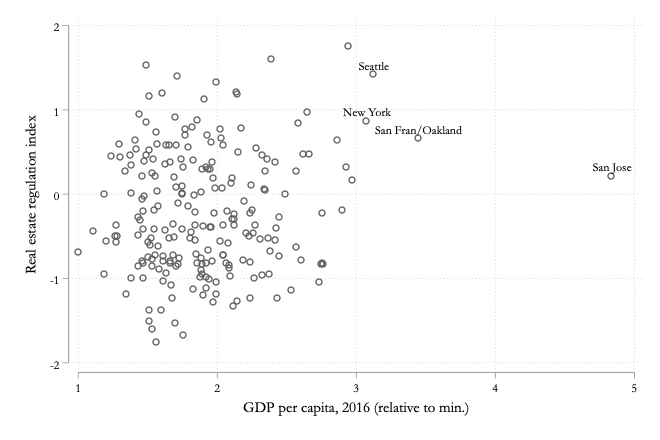 2
1
0
-1
-2
Real estate regulation index
Seattle
New York
San Fran/Oakland
San Jose
1
2
3
4
5
GDP per capita, 2016 (relative to min.)